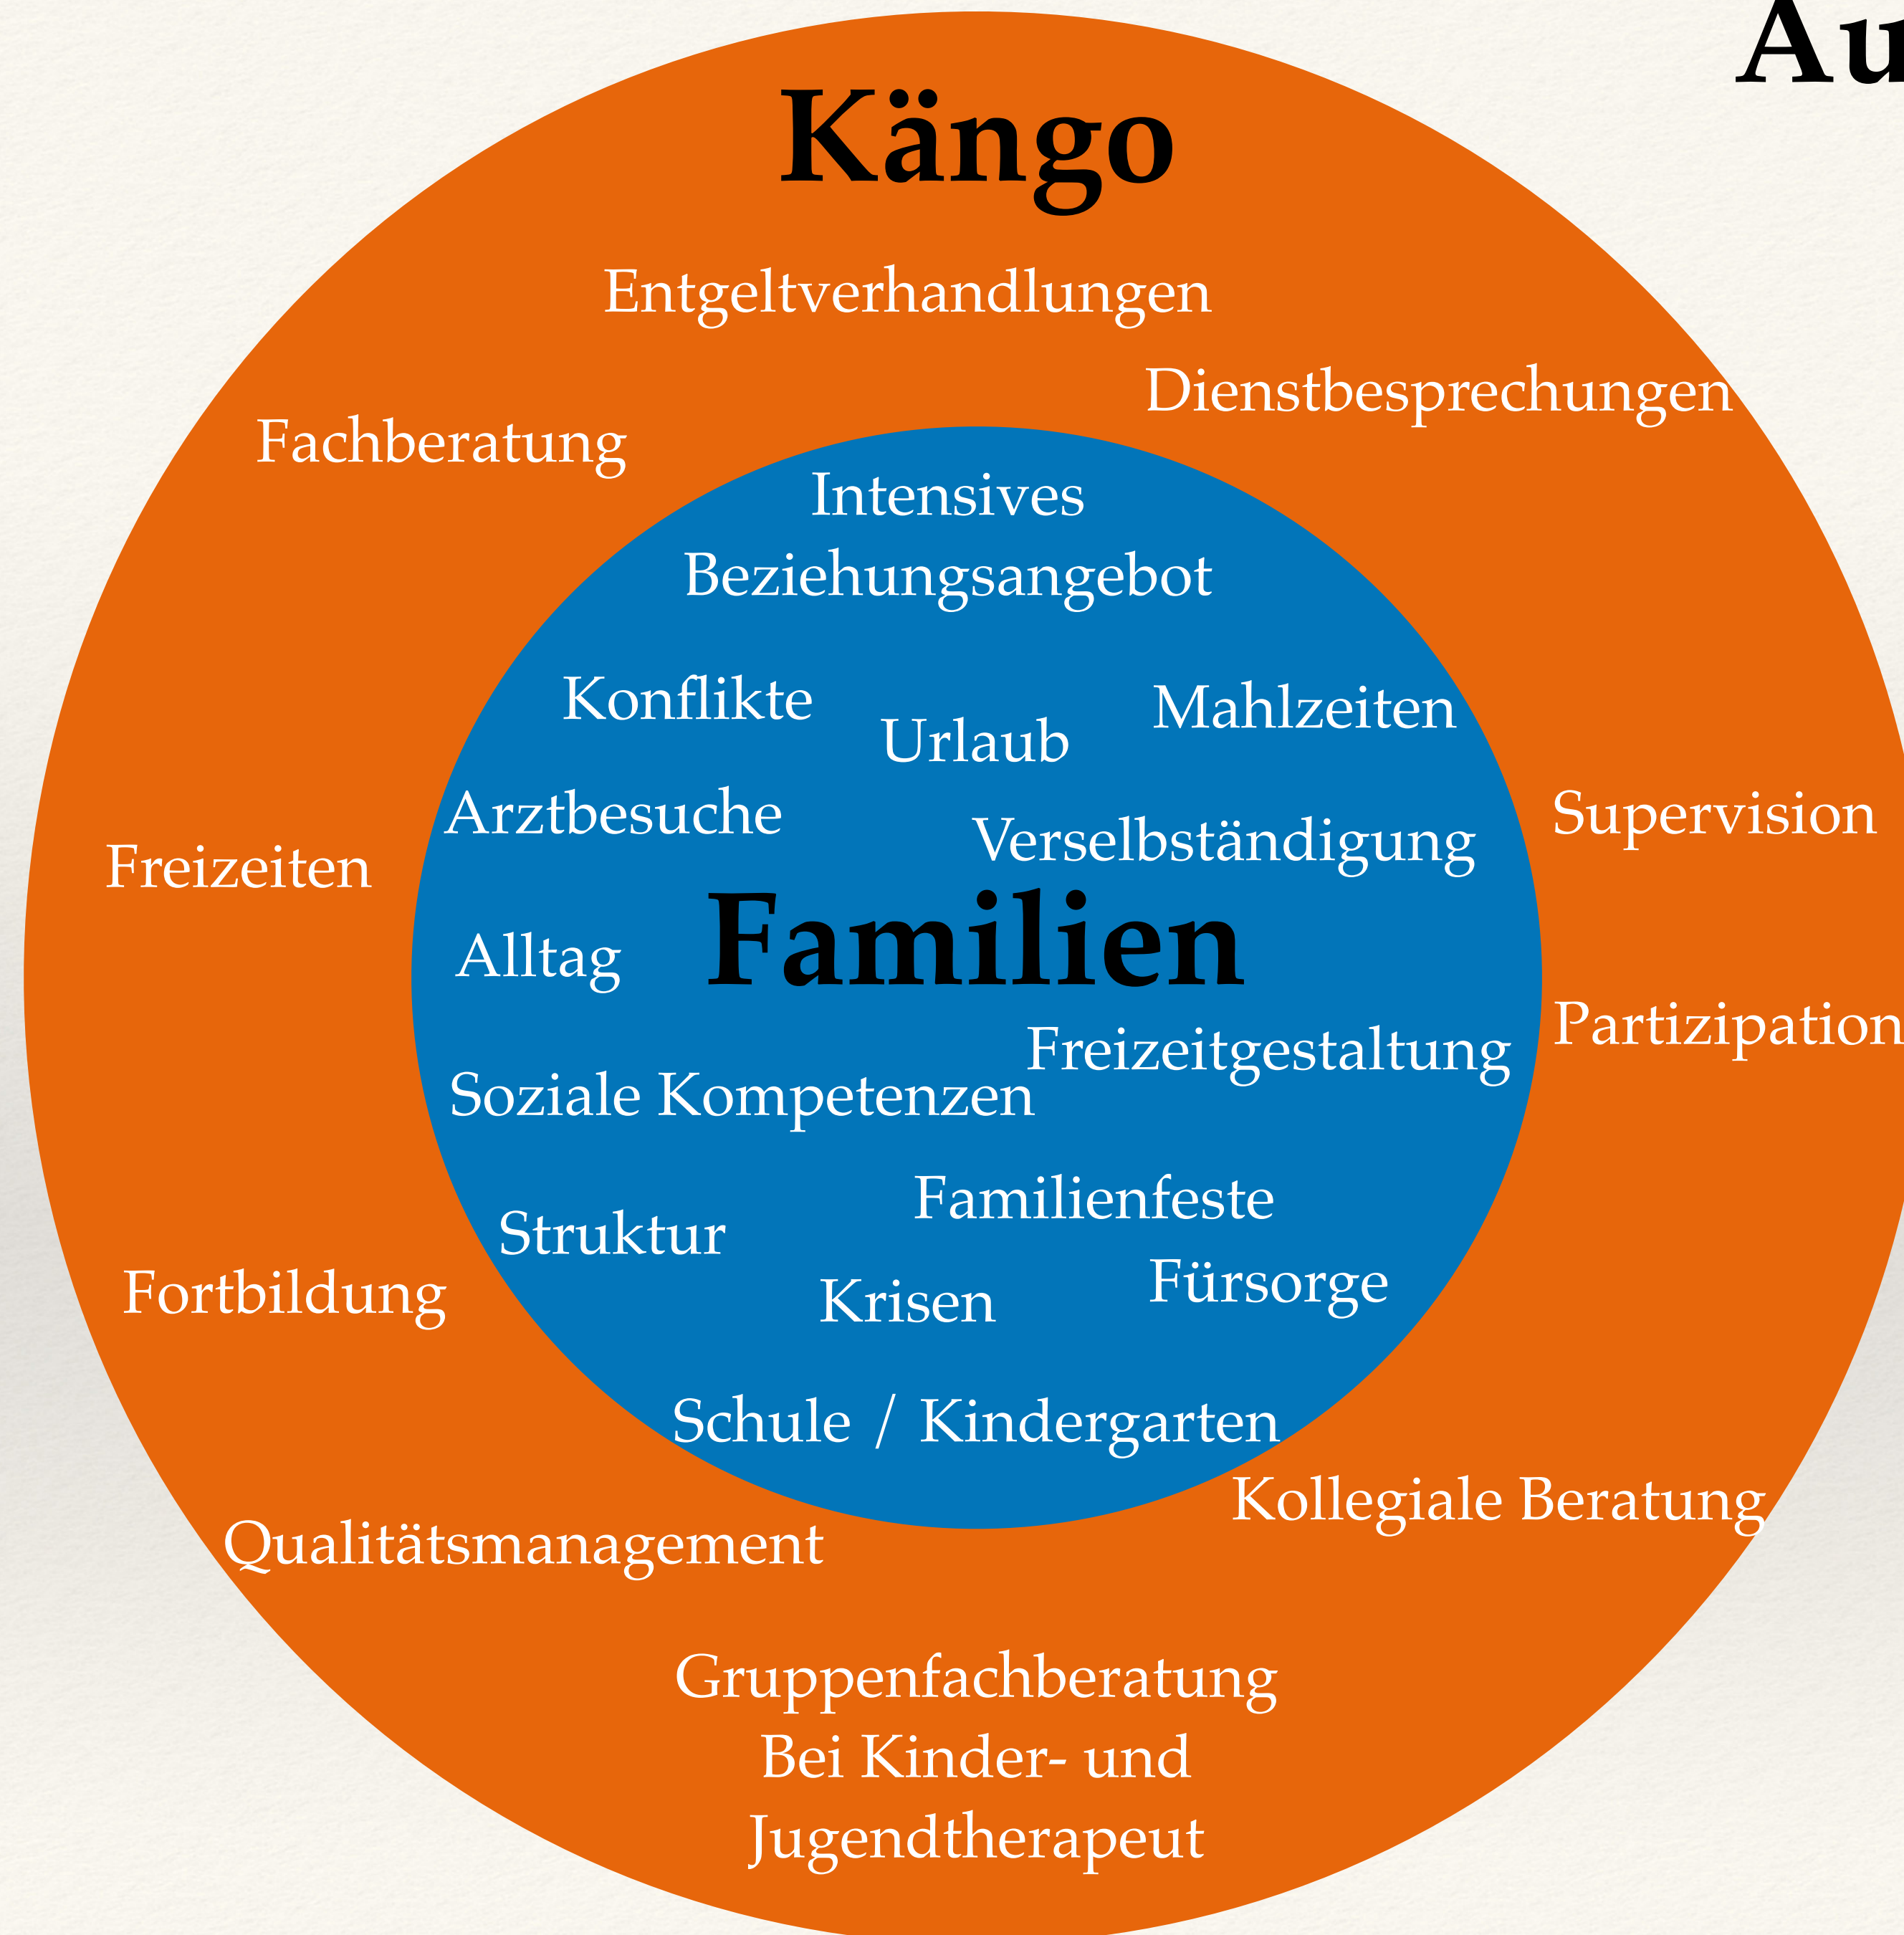 Au
Kängo
Entgeltverhandlungen
Dienstbesprechungen
Fachberatung
Intensives
Beziehungsangebot
Konflikte
Mahlzeiten
Urlaub
Arztbesuche
Supervision
Verselbständigung
Freizeiten
Alltag
Familien
Partizipation
Freizeitgestaltung
Soziale Kompetenzen
Familienfeste
Struktur
Fürsorge
Fortbildung
Krisen
Schule / Kindergarten
Kollegiale Beratung
Qualitätsmanagement
Gruppenfachberatung
Bei Kinder- und
Jugendtherapeut